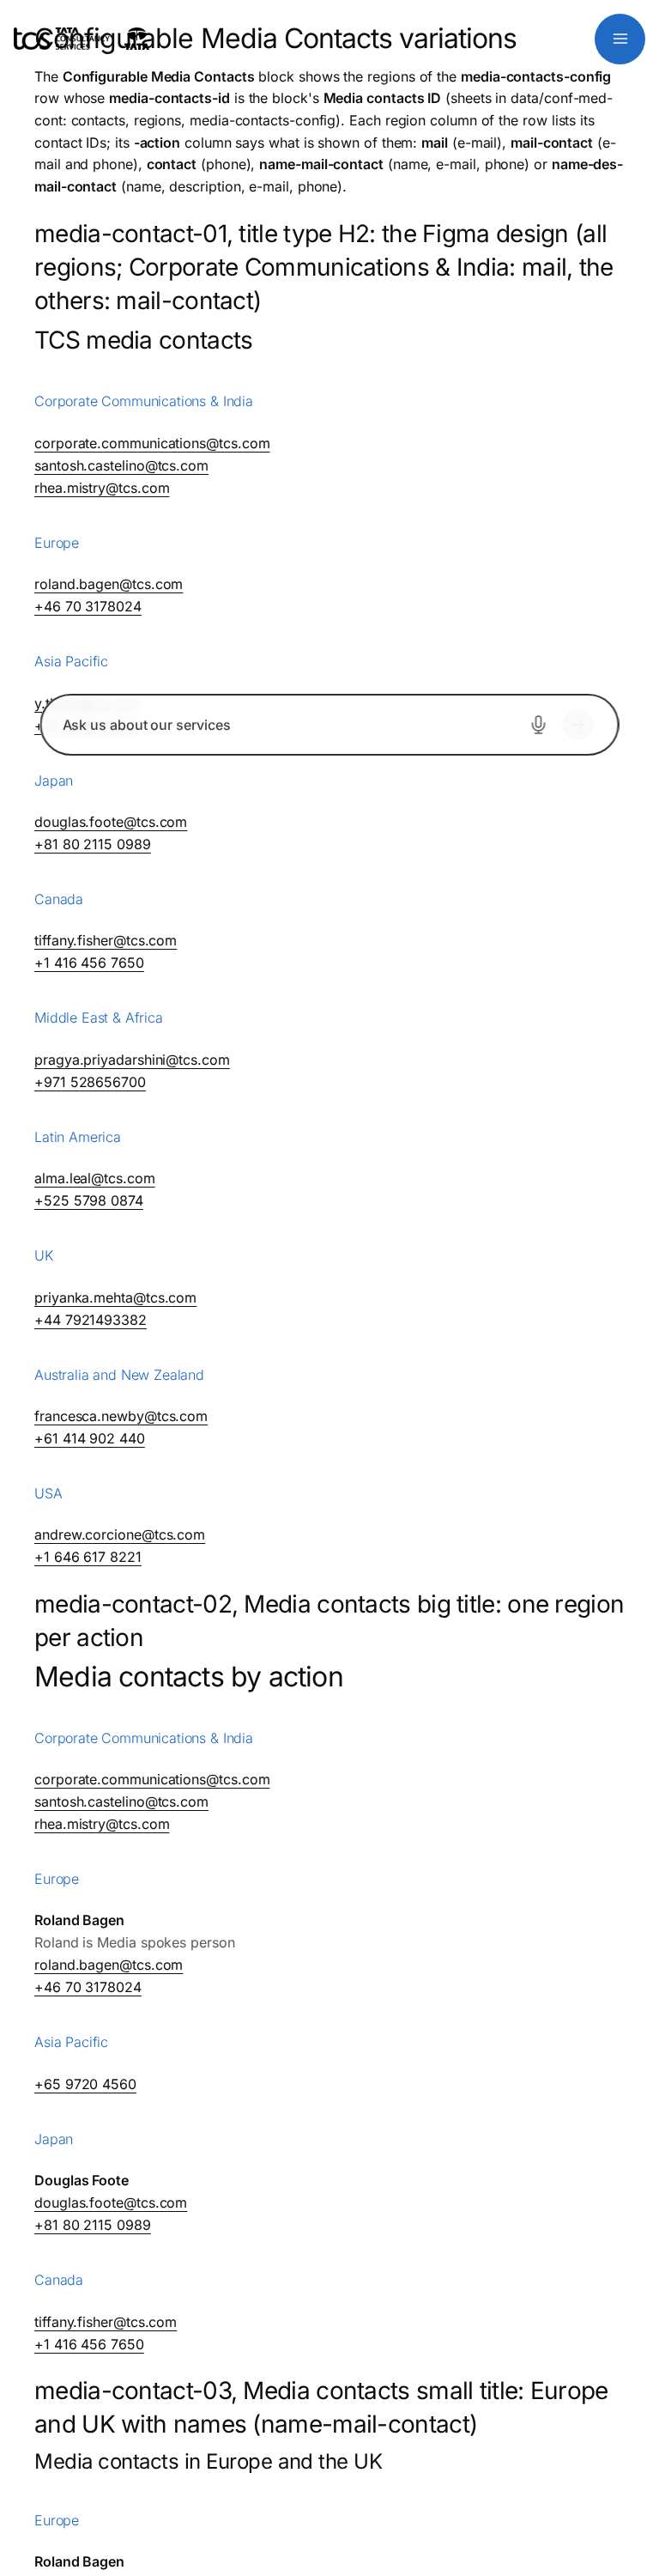 tcs
TATA
CONSULTANCY
SERVICES
TATA
Configurable Media Contacts variations
The Configurable Media Contacts block shows the regions of the media-contacts-config
row whose media-contacts-id is the block's Media contacts ID (sheets in data/conf-med-
cont: contacts, regions, media-contacts-config). Each region column of the row lists its
contact IDs; its -action column says what is shown of them: mail (e-mail), mail-contact (e-
mail and phone), contact (phone), name-mail-contact (name, e-mail, phone) or name-des-
mail-contact (name, description, e-mail, phone).
media-contact-01, title type H2: the Figma design (all
regions; Corporate Communications & India: mail, the
others: mail-contact)
TCS media contacts
Corporate Communications & India
corporate.communications@tcs.com
santosh.castelino@tcs.com
rhea.mistry@tcs.com
Europe
roland.bagen@tcs.com
+46 70 3178024
Asia Pacific
Ask us about our services
Japan
douglas.foote@tcs.com
+81 80 2115 0989
Canada
tiffany.fisher@tcs.com
+1 416 456 7650
Middle East & Africa
pragya.priyadarshini@tcs.com
+971 528656700
Latin America
alma.leal@tcs.com
+525 5798 0874
UK
priyanka.mehta@tcs.com
+44 7921493382
Australia and New Zealand
francesca.newby@tcs.com
+61 414 902 440
USA
andrew.corcione@tcs.com
+1 646 617 8221
media-contact-02, Media contacts big title: one region
per action
Media contacts by action
Corporate Communications & India
corporate.communications@tcs.com
santosh.castelino@tcs.com
rhea.mistry@tcs.com
Europe
Roland Bagen
Roland is Media spokes person
roland.bagen@tcs.com
+46 70 3178024
Asia Pacific
+65 9720 4560
Japan
Douglas Foote
douglas.foote@tcs.com
+81 80 2115 0989
Canada
tiffany.fisher@tcs.com
+1 416 456 7650
media-contact-03, Media contacts small title: Europe
and UK with names (name-mail-contact)
Media contacts in Europe and the UK
Europe
Roland Bagen